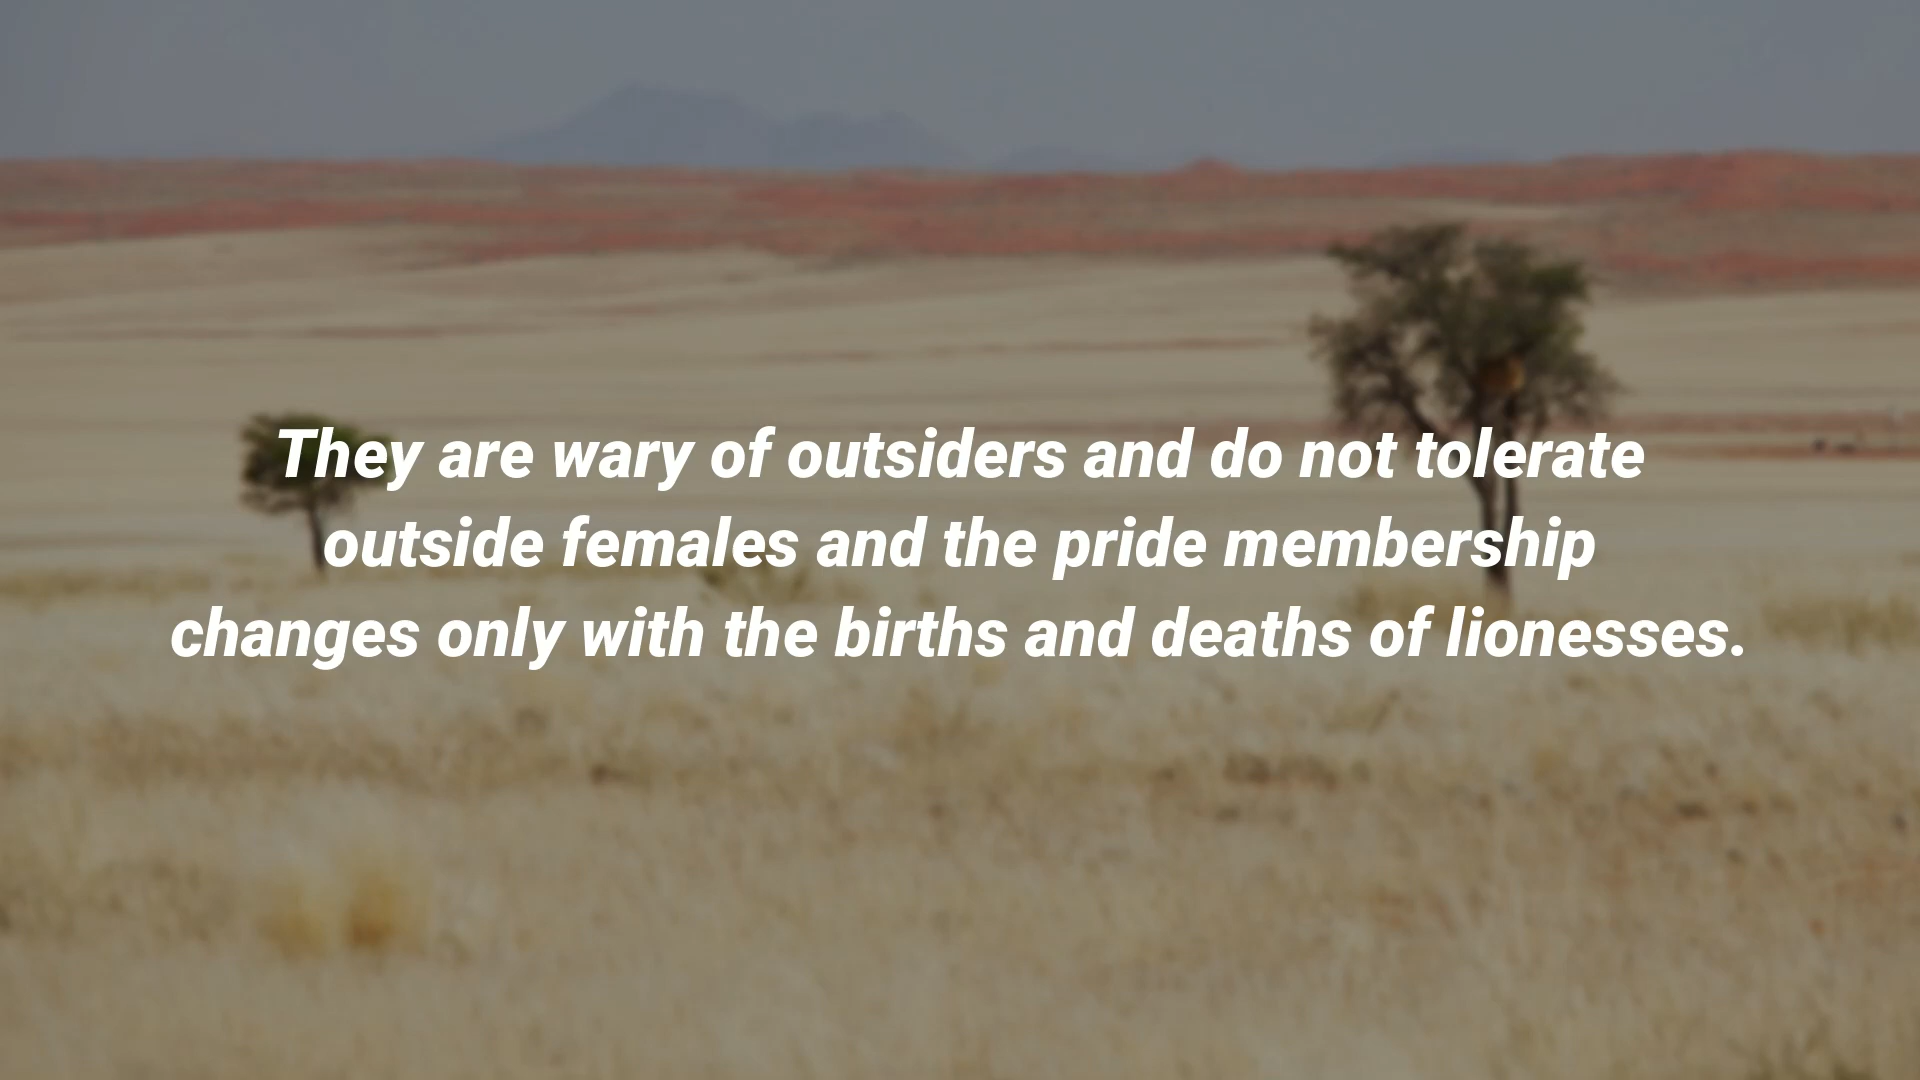 They are wary of outsiders and do not tolerate
outside females and the pride membership
changes only with the births and deaths of lionesses.